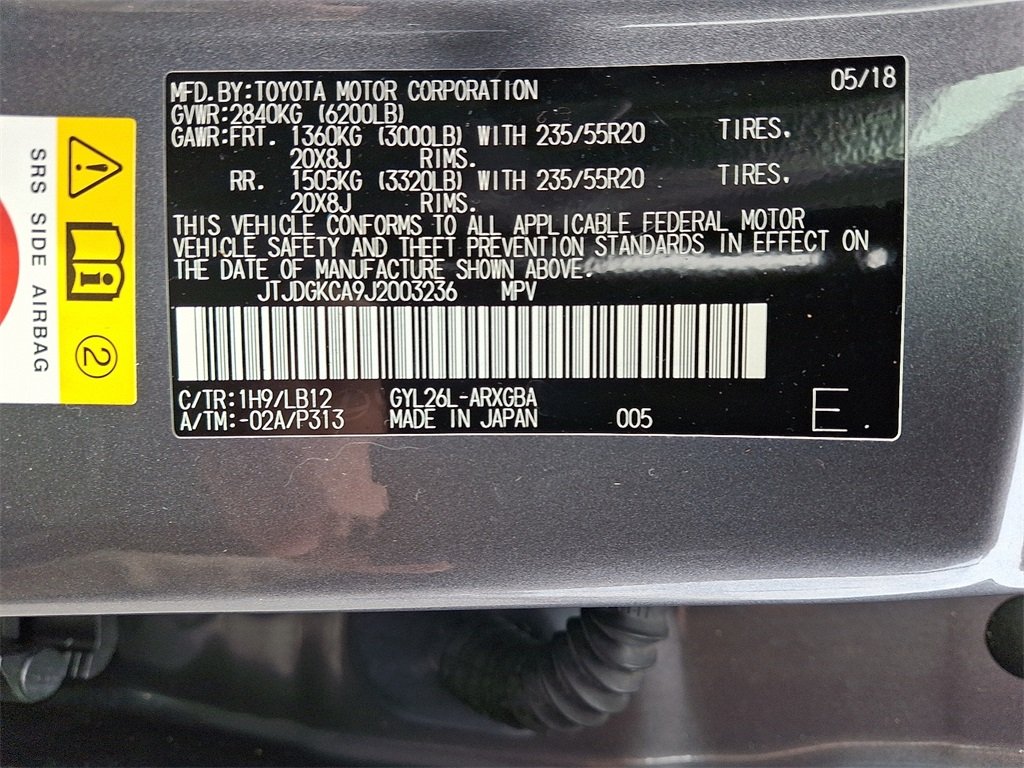 MFD.BY:TOYOTA MOTOR CORPORATION 05/18
GVWR:2840KG (6200LB)
GAWR:FRT. 1360KG (3000LB) WITH 235/55R20 TIRES.
20X8J RIMS.
RR. 1505KG (3320LB) WITH 235/55R20 TIRES.
20X8J RIMS.
THIS VEHICLE CONFORMS TO ALL APPLICABLE FEDERAL MOTOR
VEHICLE SAFETY AND THEFT PREVENTION STANDARDS IN EFFECT ON
THE DATE OF MANUFACTURE SHOWN ABOVE.
JTJDGKCA9J2003236 MPV
C/TR:1H9/LB12 GYL26L-ARXGBA
A/TM:-02A/P313 MADE IN JAPAN 005 E.
SRS SIDE AIRBAG
2